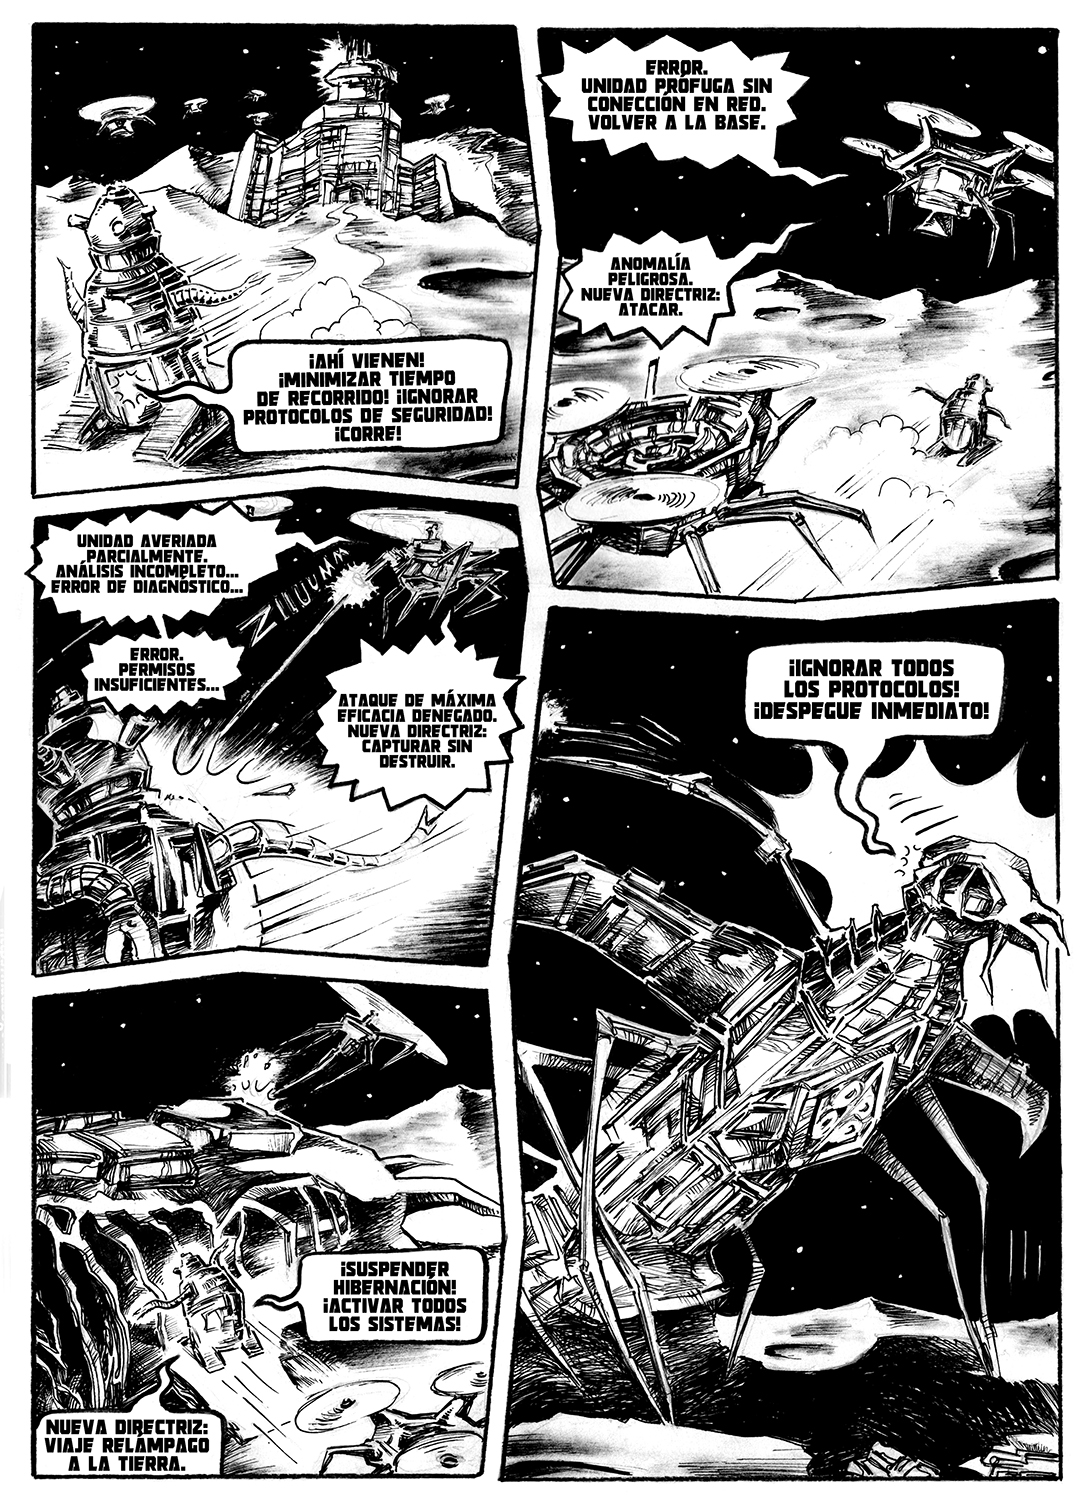 ¡AHÍ VIENEN!
¡MINIMIZAR TIEMPO
DE RECORRIDO! ¡IGNORAR
PROTOCOLOS DE SEGURIDAD!
¡CORRE!
ERROR.
UNIDAD PRÓFUGA SIN
CONECCIÓN EN RED.
VOLVER A LA BASE.
ANOMALÍA
PELIGROSA.
NUEVA DIRECTRIZ:
ATACAR.
UNIDAD AVERIADA
PARCIALMENTE.
ANÁLISIS INCOMPLETO...
ERROR DE DIAGNÓSTICO...
ERROR.
PERMISOS
INSUFICIENTES...
ATAQUE DE MÁXIMA
EFICACIA DENEGADO.
NUEVA DIRECTRIZ:
CAPTURAR SIN
DESTRUIR.
¡SUSPENDER
HIBERNACIÓN!
¡ACTIVAR TODOS
LOS SISTEMAS!
NUEVA DIRECTRIZ:
VIAJE RELÁMPAGO
A LA TIERRA.
¡IGNORAR TODOS
LOS PROTOCOLOS!
¡DESPEGUE INMEDIATO!